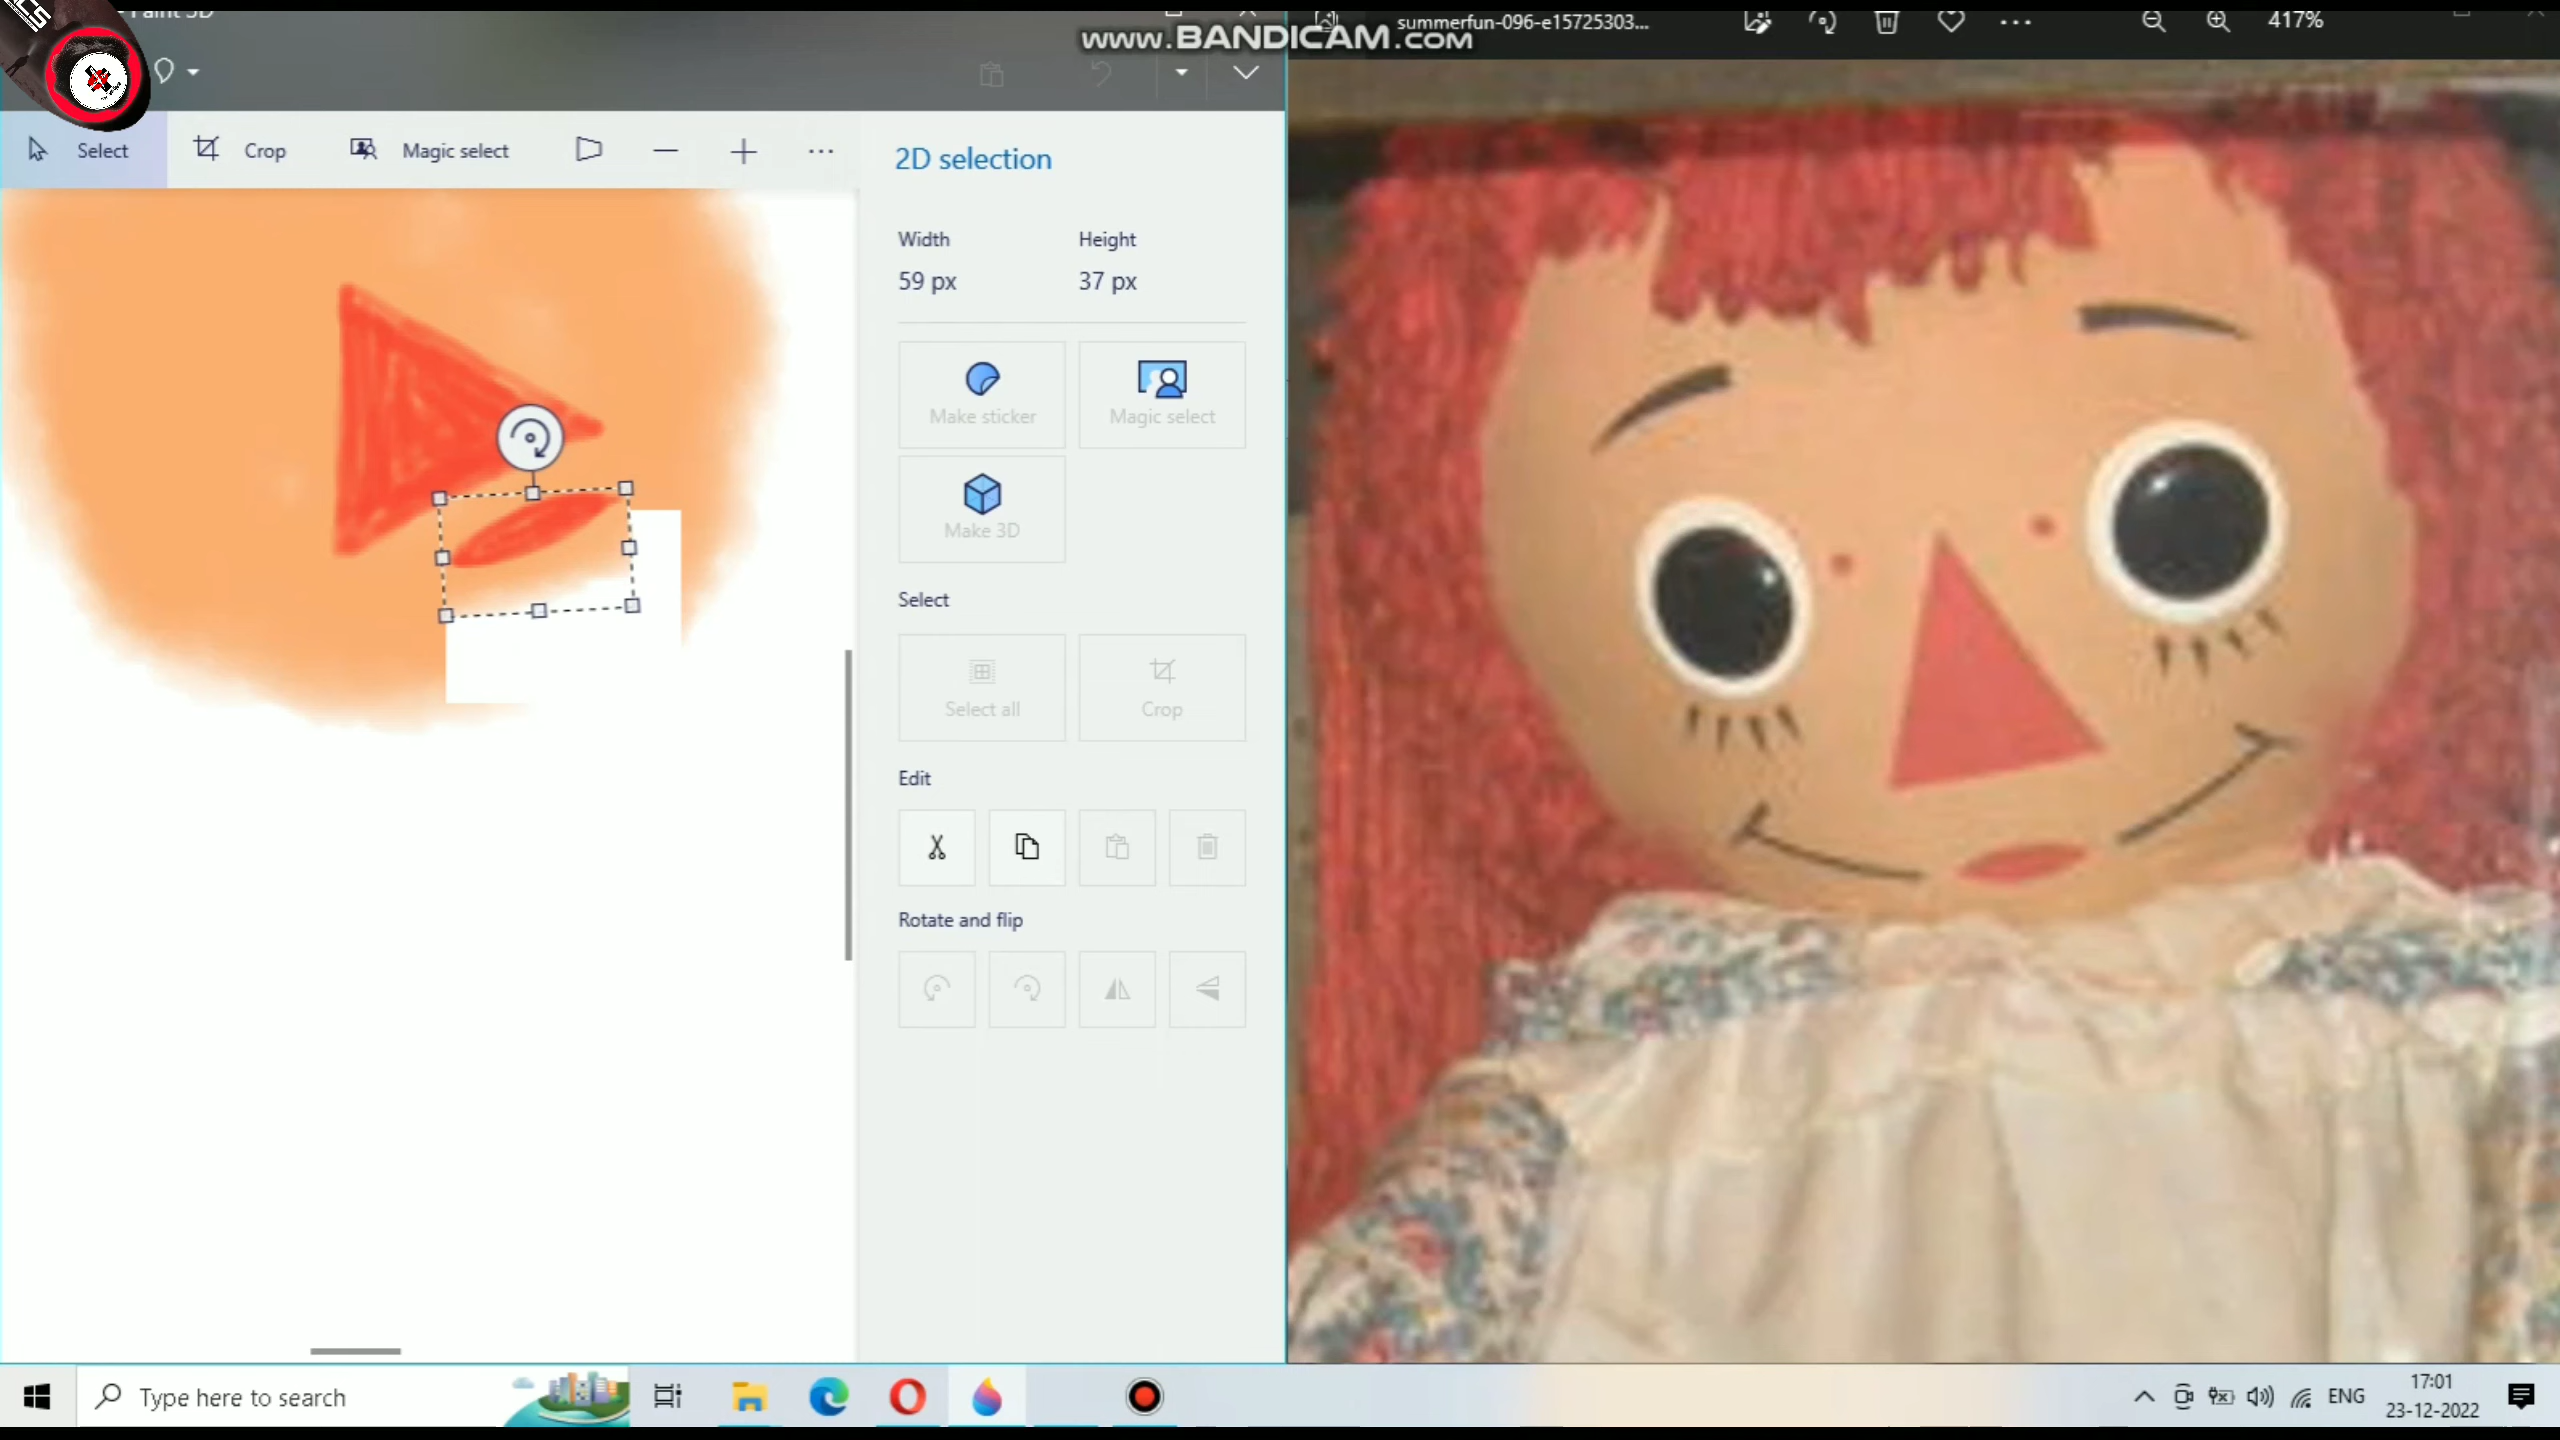 Paint 3D
summerfun-096-e15725303...
417%
www.BANDICAM.com
Select
Crop
Magic select
2D selection
Width
Height
59 px
37 px
Make sticker
Magic select
Make 3D
Select
Select all
Crop
Edit
Rotate and flip
Type here to search
ENG
17:01
23-12-2022